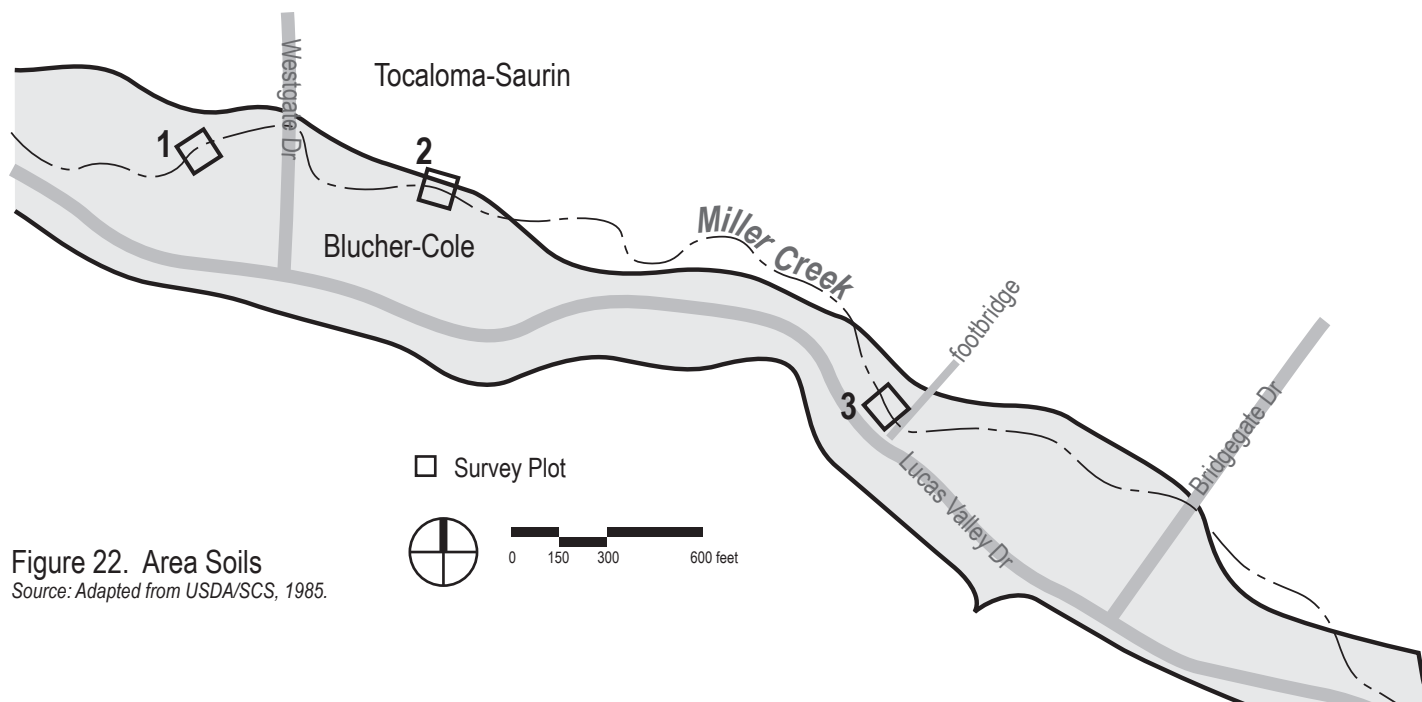 Westgate Dr
Tocaloma-Saurin
1
2
Blucher-Cole
Miller Creek
footbridge
3
Bridgegate Dr
Lucas Valley Dr
Survey Plot
0 150 300 600 feet
Figure 22. Area Soils
Source: Adapted from USDA/SCS, 1985.